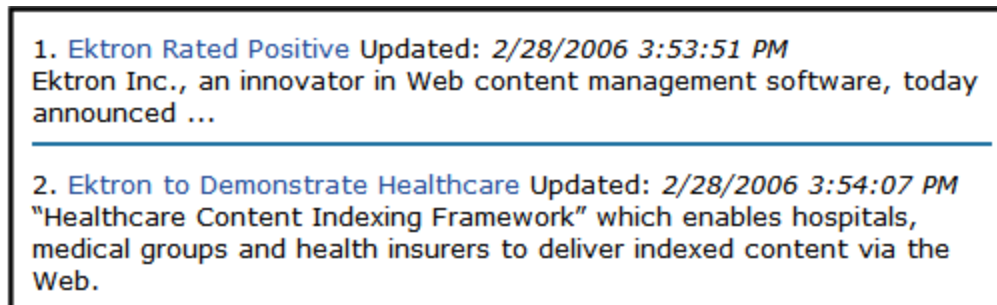 1. Ektron Rated Positive Updated: 2/28/2006 3:53:51 PM
Ektron Inc., an innovator in Web content management software, today
announced ...
2. Ektron to Demonstrate Healthcare Updated: 2/28/2006 3:54:07 PM
“Healthcare Content Indexing Framework” which enables hospitals,
medical groups and health insurers to deliver indexed content via the
Web.